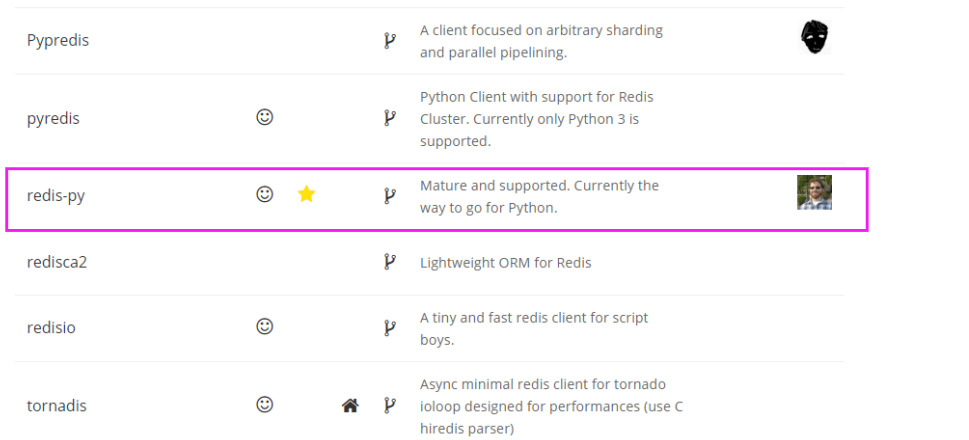 Pypredis
A client focused on arbitrary sharding
and parallel pipelining.
pyredis
Python Client with support for Redis
Cluster. Currently only Python 3 is
supported.
redis-py
Mature and supported. Currently the
way to go for Python.
redisca2
Lightweight ORM for Redis
redisio
A tiny and fast redis client for script
boys.
tornadis
Async minimal redis client for tornado
ioloop designed for performances (use C
hiredis parser)